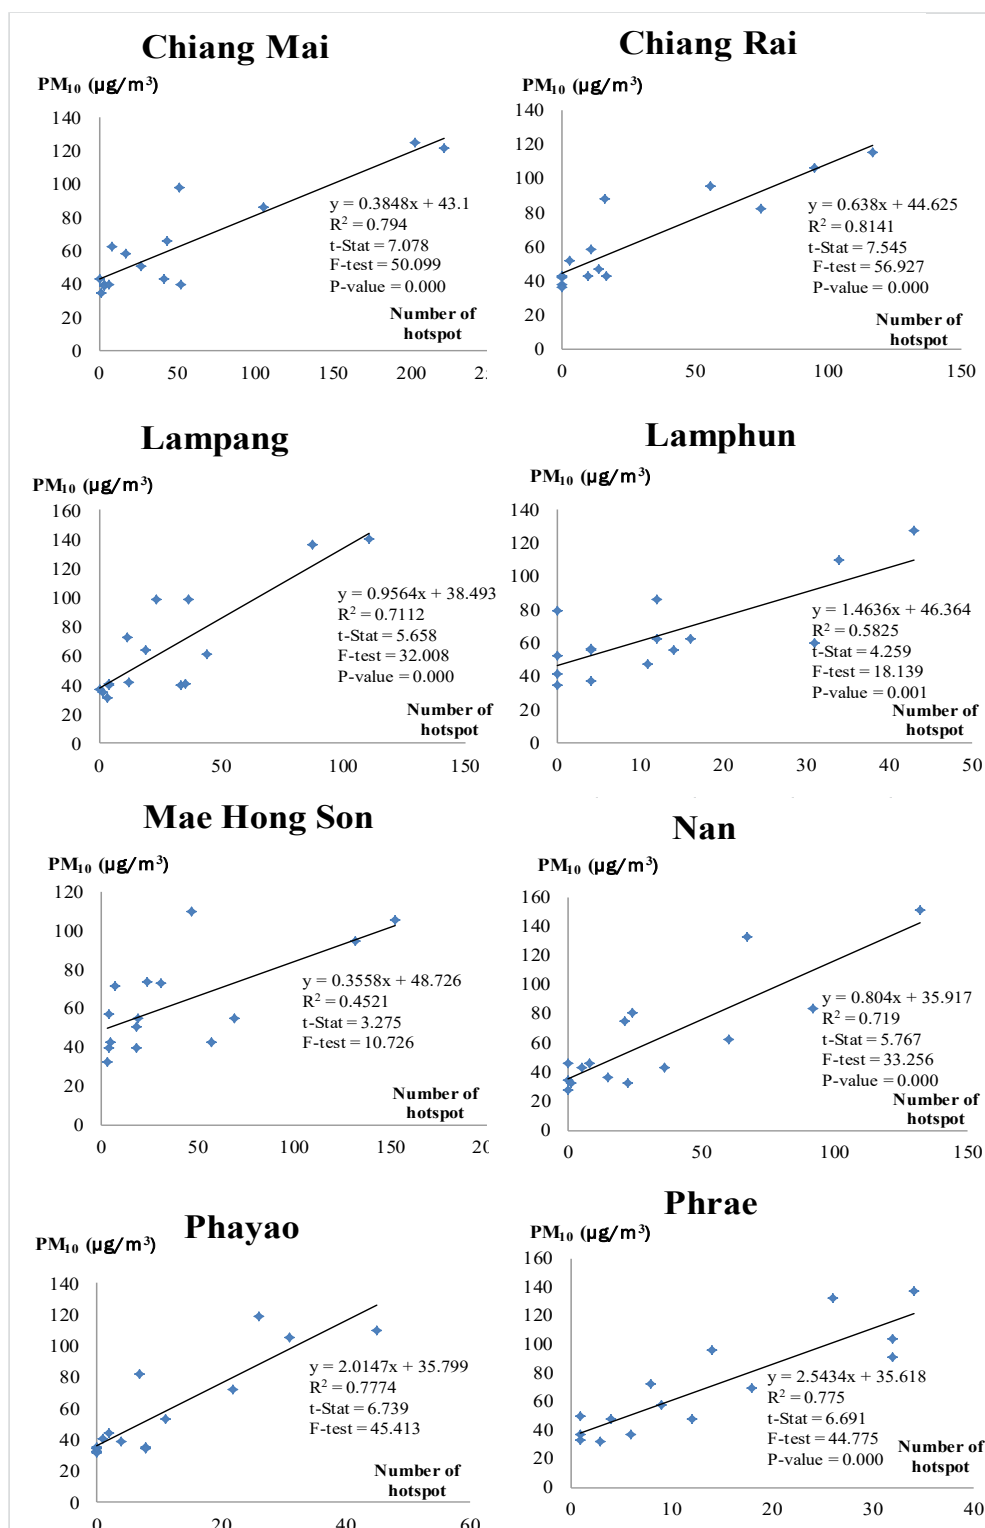 Chiang Mai
PM₁₀ (µg/m³)
140
120
100
80
60
40
20
0
0 50 100 150 200
y = 0.3848x + 43.1
R² = 0.794
t-Stat = 7.078
F-test = 50.099
P-value = 0.000
Number of
hotspot
Chiang Rai
PM₁₀ (µg/m³)
140
120
100
80
60
40
20
0
0 50 100 150
y = 0.638x + 44.625
R² = 0.8141
t-Stat = 7.545
F-test = 56.927
P-value = 0.000
Number of
hotspot
Lampang
PM₁₀ (µg/m³)
160
140
120
100
80
60
40
20
0
0 50 100 150
y = 0.9564x + 38.493
R² = 0.7112
t-Stat = 5.658
F-test = 32.008
P-value = 0.000
Number of
hotspot
Lamphun
PM₁₀ (µg/m³)
140
120
100
80
60
40
20
0
0 10 20 30 40 50
y = 1.4636x + 46.364
R² = 0.5825
t-Stat = 4.259
F-test = 18.139
P-value = 0.001
Number of
hotspot
Mae Hong Son
PM₁₀ (µg/m³)
120
100
80
60
40
20
0
0 50 100 150
y = 0.3558x + 48.726
R² = 0.4521
t-Stat = 3.275
F-test = 10.726
Number of
hotspot
Nan
PM₁₀ (µg/m³)
160
140
120
100
80
60
40
20
0
0 50 100 150
y = 0.804x + 35.917
R² = 0.719
t-Stat = 5.767
F-test = 33.256
P-value = 0.000
Number of
hotspot
Phayao
PM₁₀ (µg/m³)
140
120
100
80
60
40
20
0
0 20 40 60
y = 2.0147x + 35.799
R² = 0.7774
t-Stat = 6.739
F-test = 45.413
Number of
hotspot
Phrae
PM₁₀ (µg/m³)
160
140
120
100
80
60
40
20
0
0 10 20 30 40
y = 2.5434x + 35.618
R² = 0.775
t-Stat = 6.691
F-test = 44.775
P-value = 0.000
Number of
hotspot